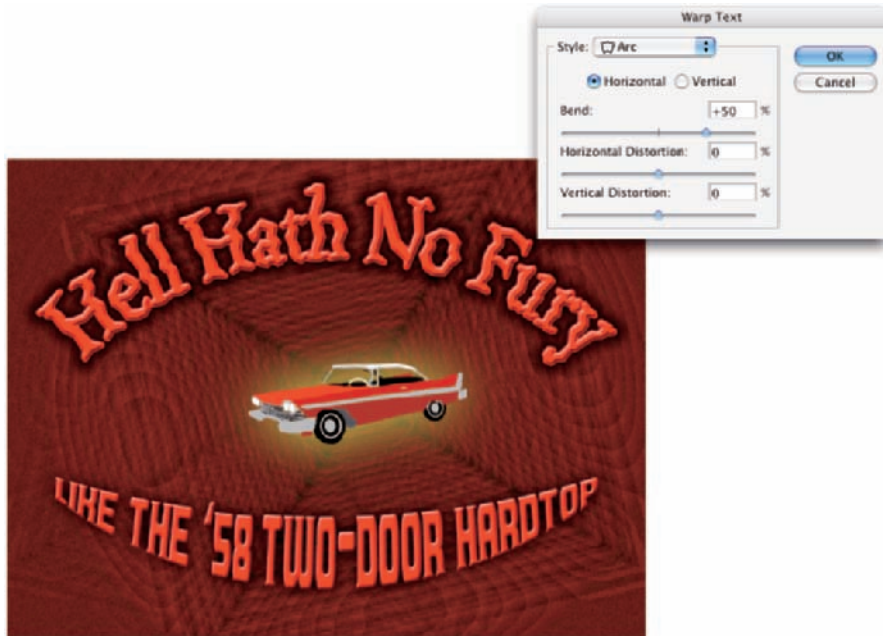 Warp Text
Style: Arc
OK
Horizontal Vertical
Cancel
Bend: +50 %
Horizontal Distortion: 0 %
Vertical Distortion: 0 %
Hell Hath No Fury
LIKE THE '58 TWO-DOOR HARDTOP